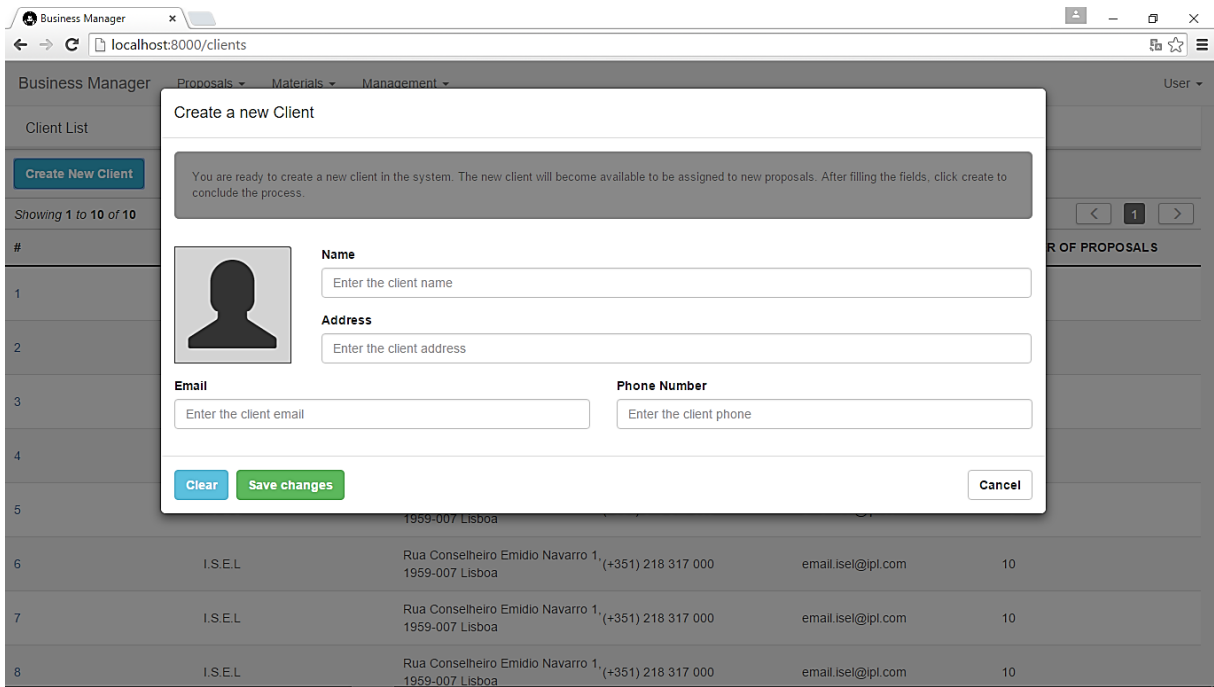 Business Manager
localhost:8000/clients
Business Manager Proposals Materials Management User
Client List
Create a new Client
Create New Client
You are ready to create a new client in the system. The new client will become available to be assigned to new proposals. After filling the fields, click create to
conclude the process.
Showing 1 to 10 of 10
1
#
R OF PROPOSALS
Name
Enter the client name
Address
Enter the client address
Email
Phone Number
Enter the client email
Enter the client phone
Clear
Save changes
Cancel
1
2
3
4
5
1959-007 Lisboa
6 I.S.E.L Rua Conselheiro Emídio Navarro 1, (+351) 218 317 000 email.isel@ipl.com 10
1959-007 Lisboa
7 I.S.E.L Rua Conselheiro Emídio Navarro 1, (+351) 218 317 000 email.isel@ipl.com 10
1959-007 Lisboa
8 I.S.E.L Rua Conselheiro Emídio Navarro 1, (+351) 218 317 000 email.isel@ipl.com 10
1959-007 Lisboa